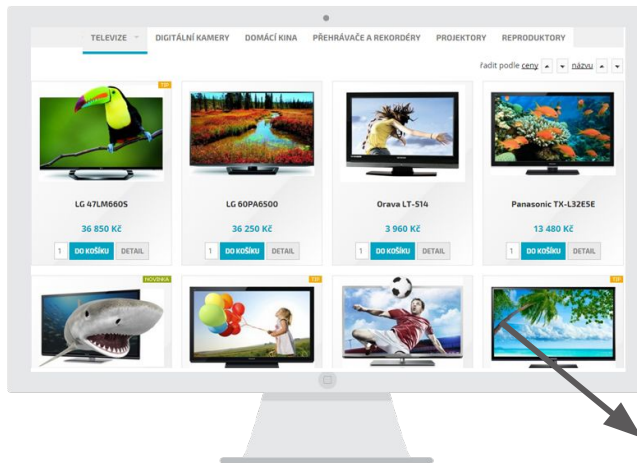 TELEVIZE DIGITÁLNÍ KAMERY DOMÁCÍ KINA PŘEHRÁVAČE A REKORDÉRY PROJEKTORY REPRODUKTORY
řadit podle ceny názvu
TIP
LG 47LM660S LG 60PA6500 Orava LT-514 Panasonic TX-L32E5E
36 850 Kč 36 250 Kč 3 960 Kč 13 480 Kč
1 DO KOŠÍKU DETAIL 1 DO KOŠÍKU DETAIL 1 DO KOŠÍKU DETAIL 1 DO KOŠÍKU DETAIL
NOVINKA TIP TIP